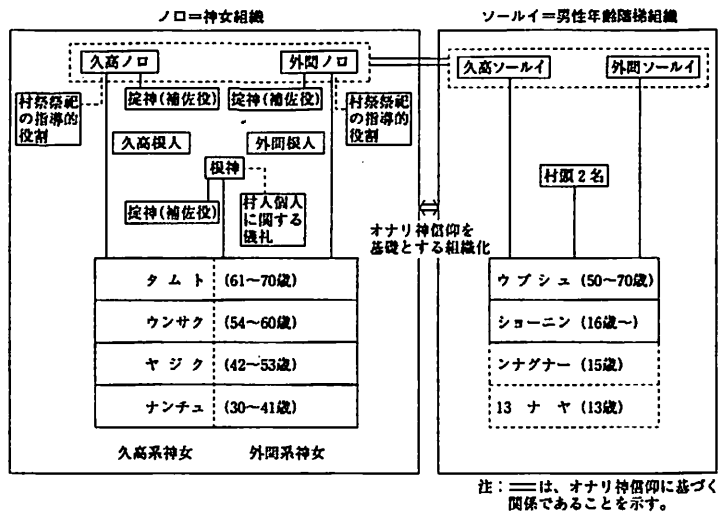 ノロ=神女組織
ソールイ=男性年齢階梯組織
久高ノロ
外間ノロ
久高ソールイ
外間ソールイ
掟神(補佐役)
掟神(補佐役)
村祭祭祀
の指導的
役割
村祭祭祀
の指導的
役割
久高根人
外間根人
根神
村頭2名
掟神(補佐役)
村人個人
に関する
儀礼
オナリ神信仰を
基礎とする組織化
タムト (61〜70歳)
ウンサク (54〜60歳)
ヤジク (42〜53歳)
ナンチュ (30〜41歳)
ウプシュ (50〜70歳)
ショーニン (16歳〜)
ンナグナー (15歳)
13ナヤ (13歳)
久高系神女
外間系神女
注:══は、オナリ神信仰に基づく
関係であることを示す。